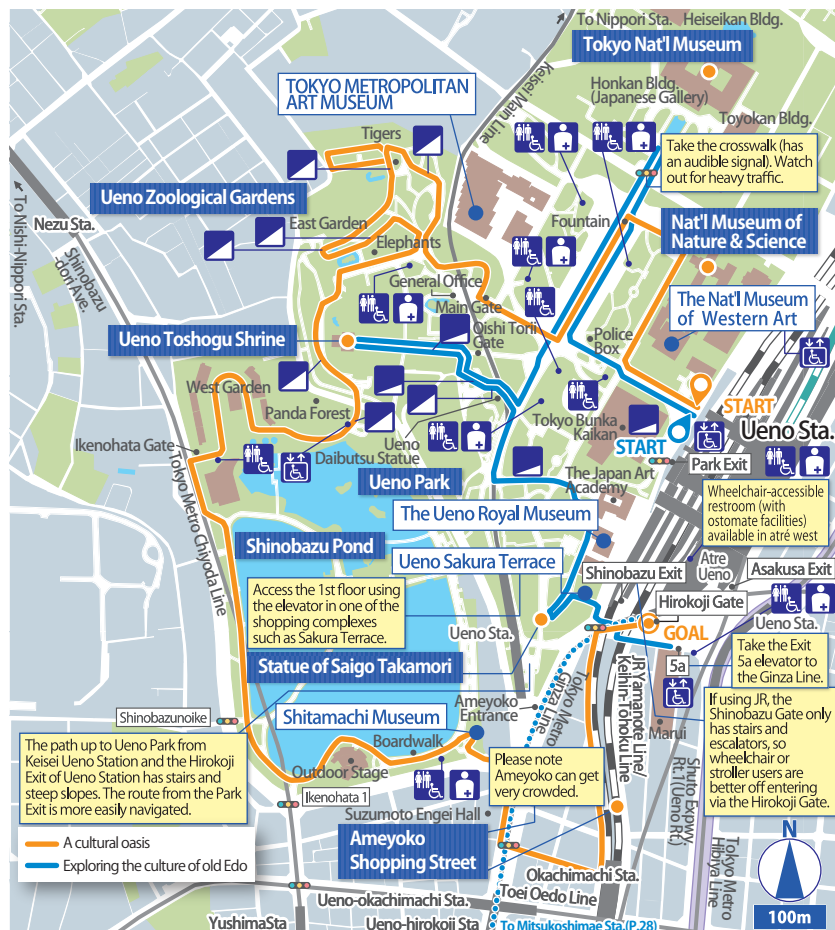 To Nippori Sta.
Heiseikan Bldg.
Tokyo Nat'l Museum
Keisei Main Line
Honkan Bldg.
(Japanese Gallery)
Toyokan Bldg.
TOKYO METROPOLITAN
ART MUSEUM
Tigers
Take the crosswalk (has
an audible signal). Watch
out for heavy traffic.
Ueno Zoological Gardens
To Nishi-Nippori Sta.
Nezu Sta.
Shinobazu
-dori Ave.
East Garden
Elephants
Fountain
Nat'l Museum of
Nature & Science
General Office
Main Gate
Oishi Torii
Gate
The Nat'l Museum
of Western Art
Ueno Toshogu Shrine
Police
Box
West Garden
Panda Forest
START
START
Ueno Sta.
Tokyo Bunka
Kaikan
Ikenohata Gate
Ueno
Daibutsu Statue
Park Exit
Ueno Park
The Japan Art
Academy
Wheelchair-accessible
restroom (with
ostomate facilities)
available in atré west
The Ueno Royal Museum
Tokyo Metro Chiyoda Line
Shinobazu Pond
Ueno Sakura Terrace
Atre
Ueno
Asakusa Exit
Shinobazu Exit
Access the 1st floor using
the elevator in one of the
shopping complexes
such as Sakura Terrace.
Hirokoji Gate
Ueno Sta.
GOAL
Ueno Sta.
Take the Exit
5a elevator to
the Ginza Line.
5a
Statue of Saigo Takamori
Tokyo Metro
Ginza Line
JR Yamanote Line/
Keihin-Tohoku Line
Ameyoko
Entrance
If using JR, the
Shinobazu Gate only
has stairs and
escalators, so
wheelchair or
stroller users are
better off entering
via the Hirokoji Gate.
Shinobazunoike
Shitamachi Museum
Marui
Boardwalk
The path up to Ueno Park from
Keisei Ueno Station and the Hirokoji
Exit of Ueno Station has stairs and
steep slopes. The route from the Park
Exit is more easily navigated.
Outdoor Stage
Please note
Ameyoko can get
very crowded.
Shuto Expwy.
Rt.1(Ueno Rt.)
Ikenohata 1
Suzumoto Engei Hall
Tokyo Metro
Hibiya Line
N
A cultural oasis
Exploring the culture of old Edo
Ameyoko
Shopping Street
Okachimachi Sta.
Toei Oedo Line
Ueno-okachimachi Sta.
100m
YushimaSta
Ueno-hirokoji Sta
To Mitsukoshimae Sta.(P.28)